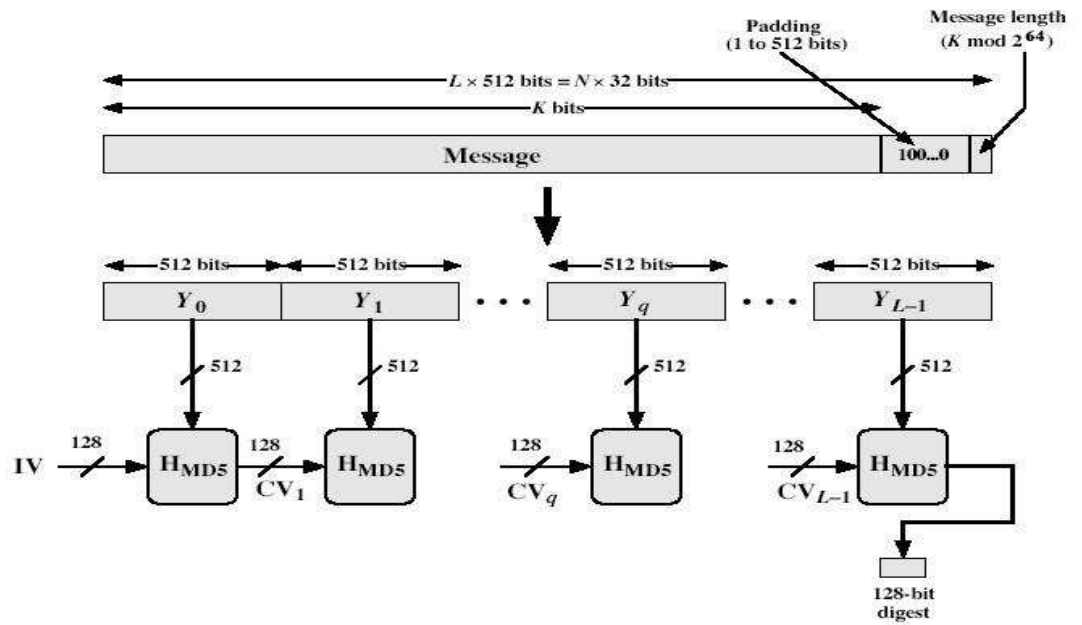 Padding
(1 to 512 bits)
Message length
(K mod 2^64)
L × 512 bits = N × 32 bits
K bits
Message
100...0
512 bits
512 bits
512 bits
512 bits
Y0
Y1
• • •
Yq
• • •
YL–1
512
512
512
512
IV
128
HMD5
128
CV1
HMD5
128
CVq
HMD5
128
CVL–1
HMD5
128-bit
digest